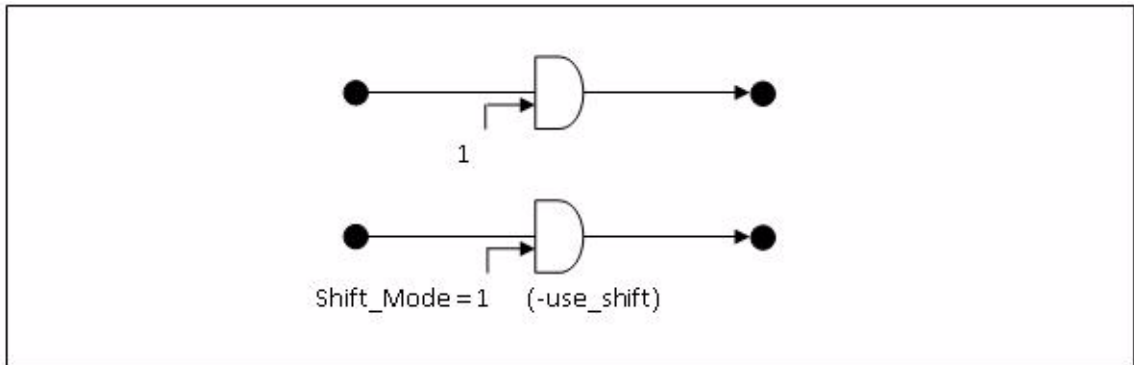 1
Shift_Mode = 1 (-use_shift)